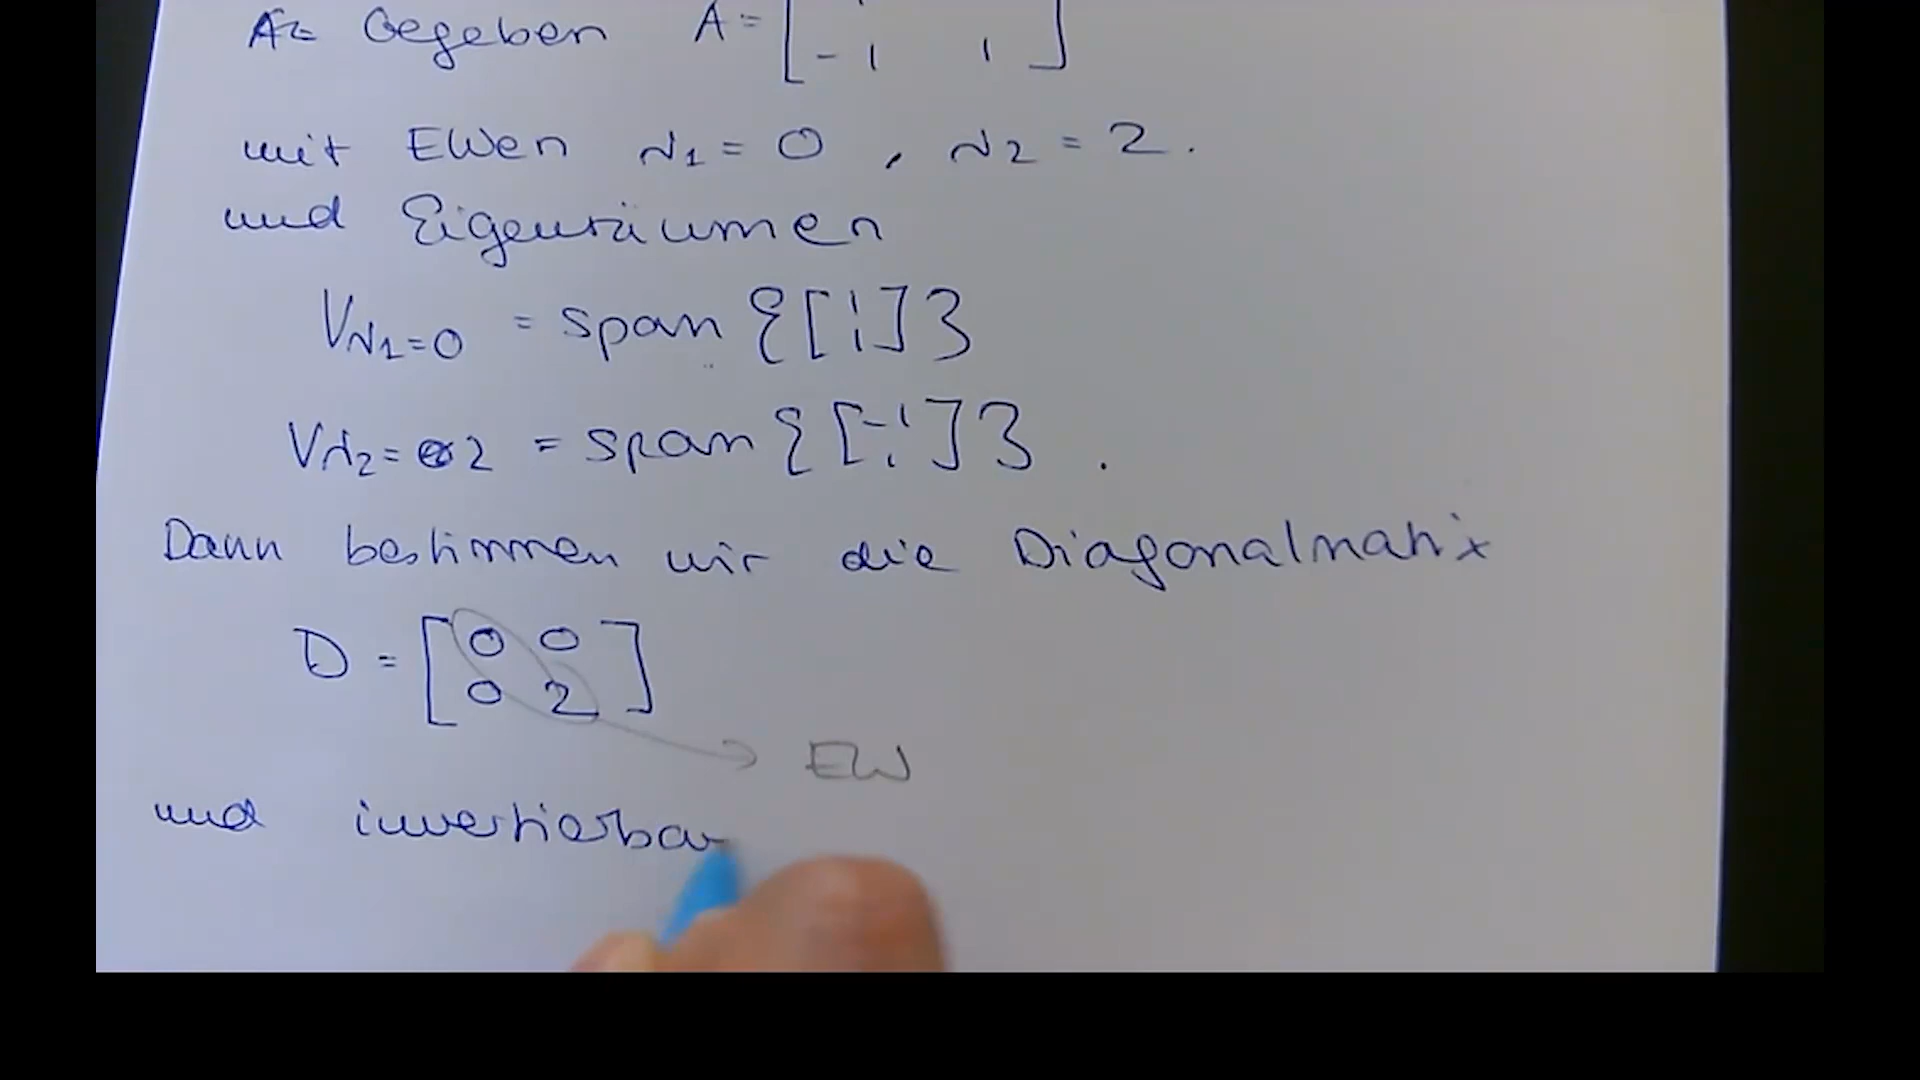 Gegeben A = [
-1 1 ]
mit EWen λ1 = 0 , λ2 = 2 .
und Eigenräumen
Vλ1=0 = span {[1 1]}
Vλ2=2 = span {[-1 1]} .
Dann bestimmen wir die Diagonalmatrix
D = [0 0
0 2]
→ EW
und invertierbar